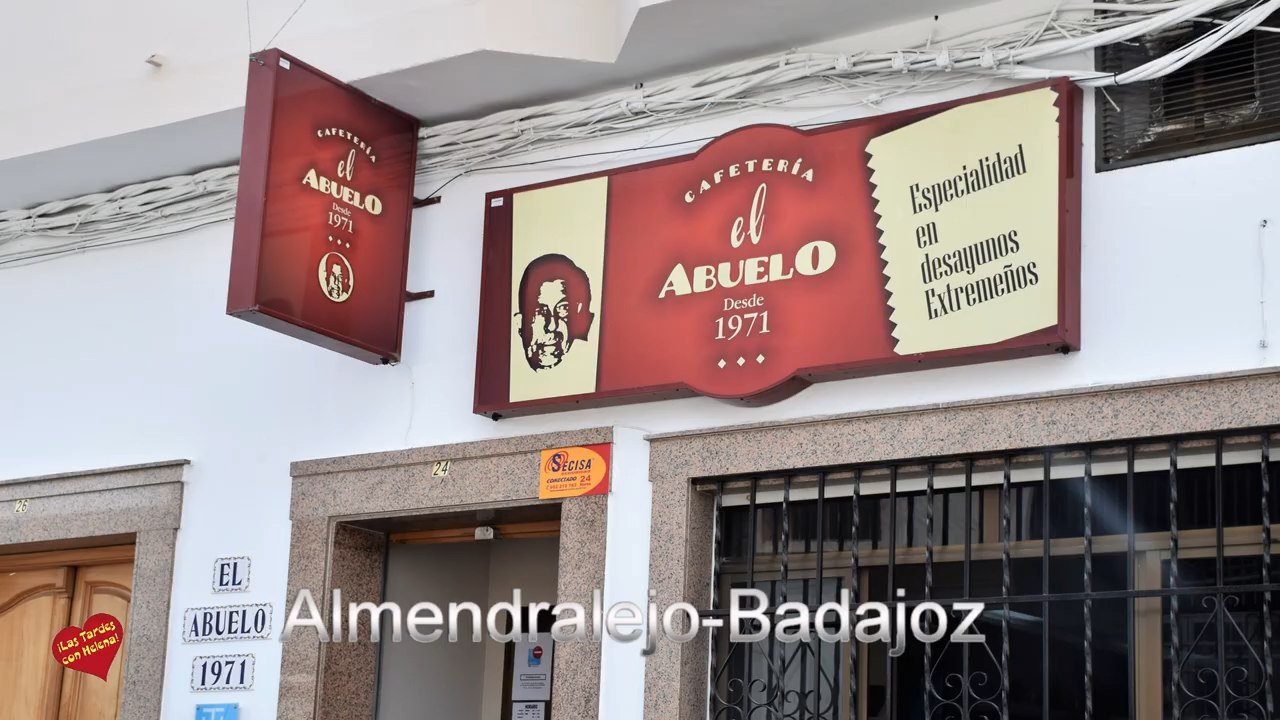 CAFETERÍA
el
ABUELO
Desde
1971
CAFETERÍA
el
ABUELO
Desde
1971
Especialidad
en
desayunos
Extremeños
24
SECISA
CONECTADO 24
26
EL
ABUELO
1971
Almendralejo-Badajoz
¡Las Tardes
con Helena!